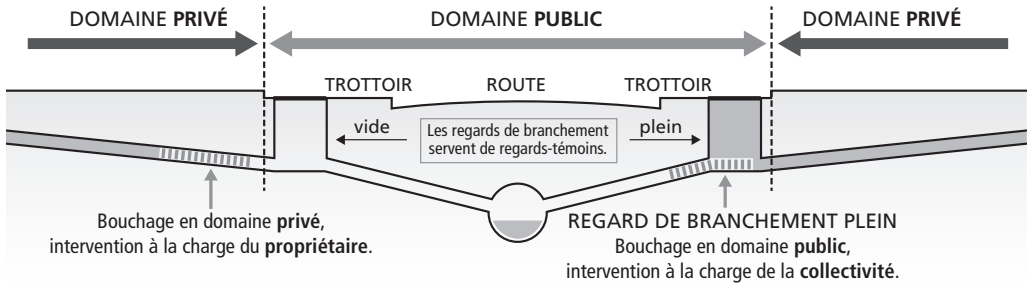 DOMAINE PRIVÉ
DOMAINE PUBLIC
DOMAINE PRIVÉ
TROTTOIR
ROUTE
TROTTOIR
vide
Les regards de branchement
servent de regards-témoins.
plein
Bouchage en domaine privé,
intervention à la charge du propriétaire.
REGARD DE BRANCHEMENT PLEIN
Bouchage en domaine public,
intervention à la charge de la collectivité.